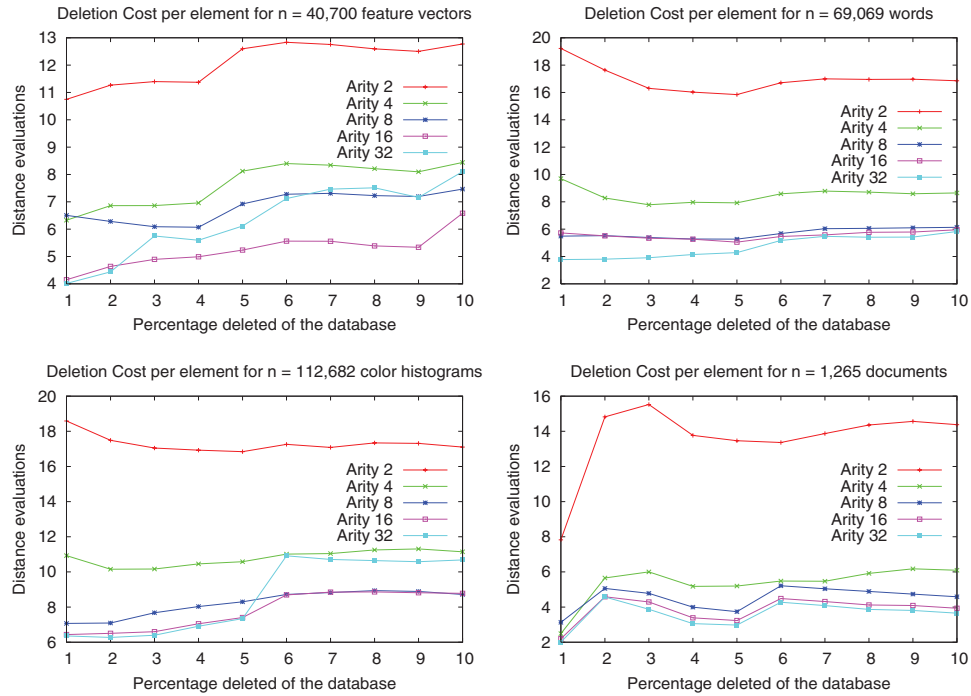 Deletion Cost per element for n = 40,700 feature vectors
13
12
11
10
9
8
7
6
5
4
1 2 3 4 5 6 7 8 9 10
Distance evaluations
Percentage deleted of the database
Arity 2
Arity 4
Arity 8
Arity 16
Arity 32
Deletion Cost per element for n = 69,069 words
20
18
16
14
12
10
8
6
4
2
1 2 3 4 5 6 7 8 9 10
Distance evaluations
Percentage deleted of the database
Arity 2
Arity 4
Arity 8
Arity 16
Arity 32
Deletion Cost per element for n = 112,682 color histograms
20
18
16
14
12
10
8
6
1 2 3 4 5 6 7 8 9 10
Distance evaluations
Percentage deleted of the database
Arity 2
Arity 4
Arity 8
Arity 16
Arity 32
Deletion Cost per element for n = 1,265 documents
16
14
12
10
8
6
4
2
1 2 3 4 5 6 7 8 9 10
Distance evaluations
Percentage deleted of the database
Arity 2
Arity 4
Arity 8
Arity 16
Arity 32